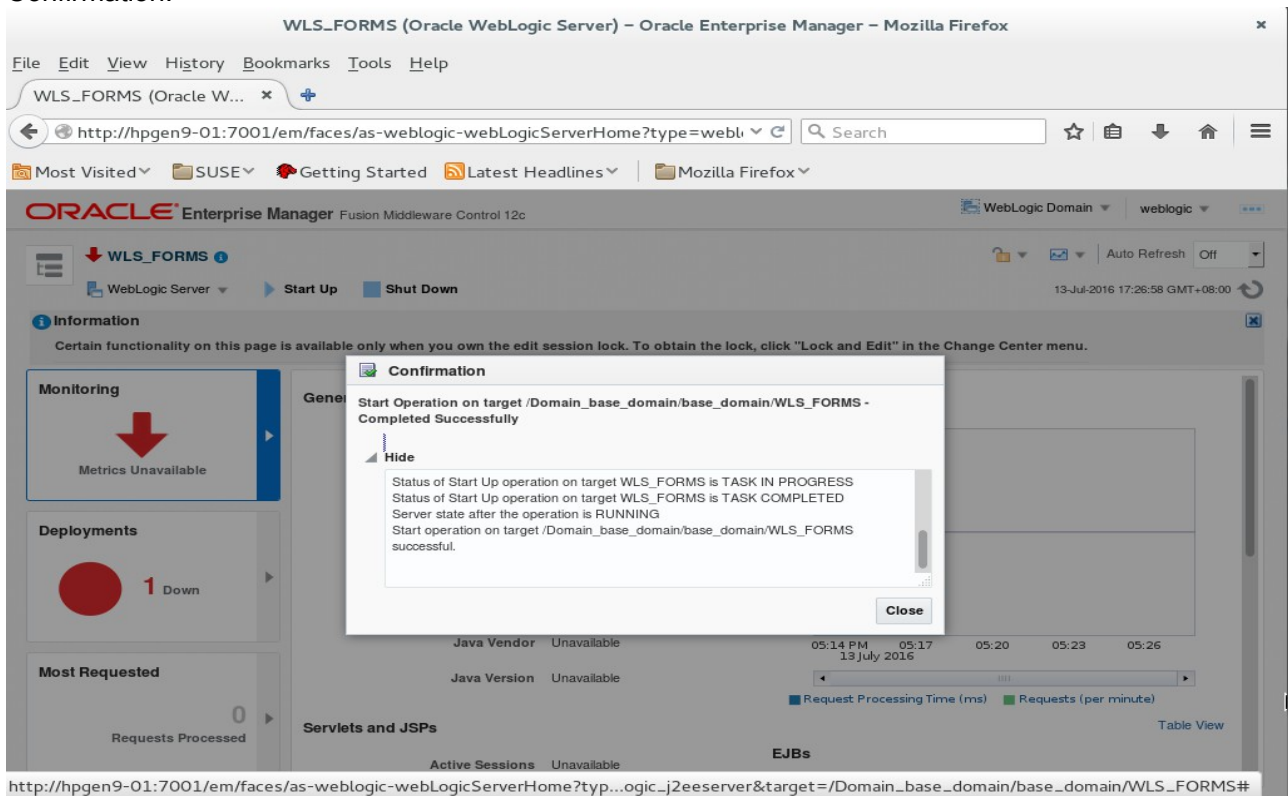 Confirmation.
WLS_FORMS (Oracle WebLogic Server) – Oracle Enterprise Manager – Mozilla Firefox
File Edit View History Bookmarks Tools Help
WLS_FORMS (Oracle W...
http://hpgen9-01:7001/em/faces/as-weblogic-webLogicServerHome?type=webl
Search
Most Visited SUSE Getting Started Latest Headlines Mozilla Firefox
ORACLE Enterprise Manager Fusion Middleware Control 12c
WebLogic Domain weblogic
WLS_FORMS
Auto Refresh Off
WebLogic Server Start Up Shut Down
13-Jul-2016 17:26:58 GMT+08:00
Information
Certain functionality on this page is available only when you own the edit session lock. To obtain the lock, click "Lock and Edit" in the Change Center menu.
Monitoring
Metrics Unavailable
Deployments
1 Down
Most Requested
0
Requests Processed
Gene
Confirmation
Start Operation on target /Domain_base_domain/base_domain/WLS_FORMS -
Completed Successfully
Hide
Status of Start Up operation on target WLS_FORMS is TASK IN PROGRESS
Status of Start Up operation on target WLS_FORMS is TASK COMPLETED
Server state after the operation is RUNNING
Start operation on target /Domain_base_domain/base_domain/WLS_FORMS
successful.
Close
Java Vendor Unavailable
Java Version Unavailable
05:14 PM 05:17 05:20 05:23 05:26
13 July 2016
Request Processing Time (ms) Requests (per minute)
Table View
Servlets and JSPs
Active Sessions Unavailable
EJBs
http://hpgen9-01:7001/em/faces/as-weblogic-webLogicServerHome?typ...ogic_j2eeserver&target=/Domain_base_domain/base_domain/WLS_FORMS#